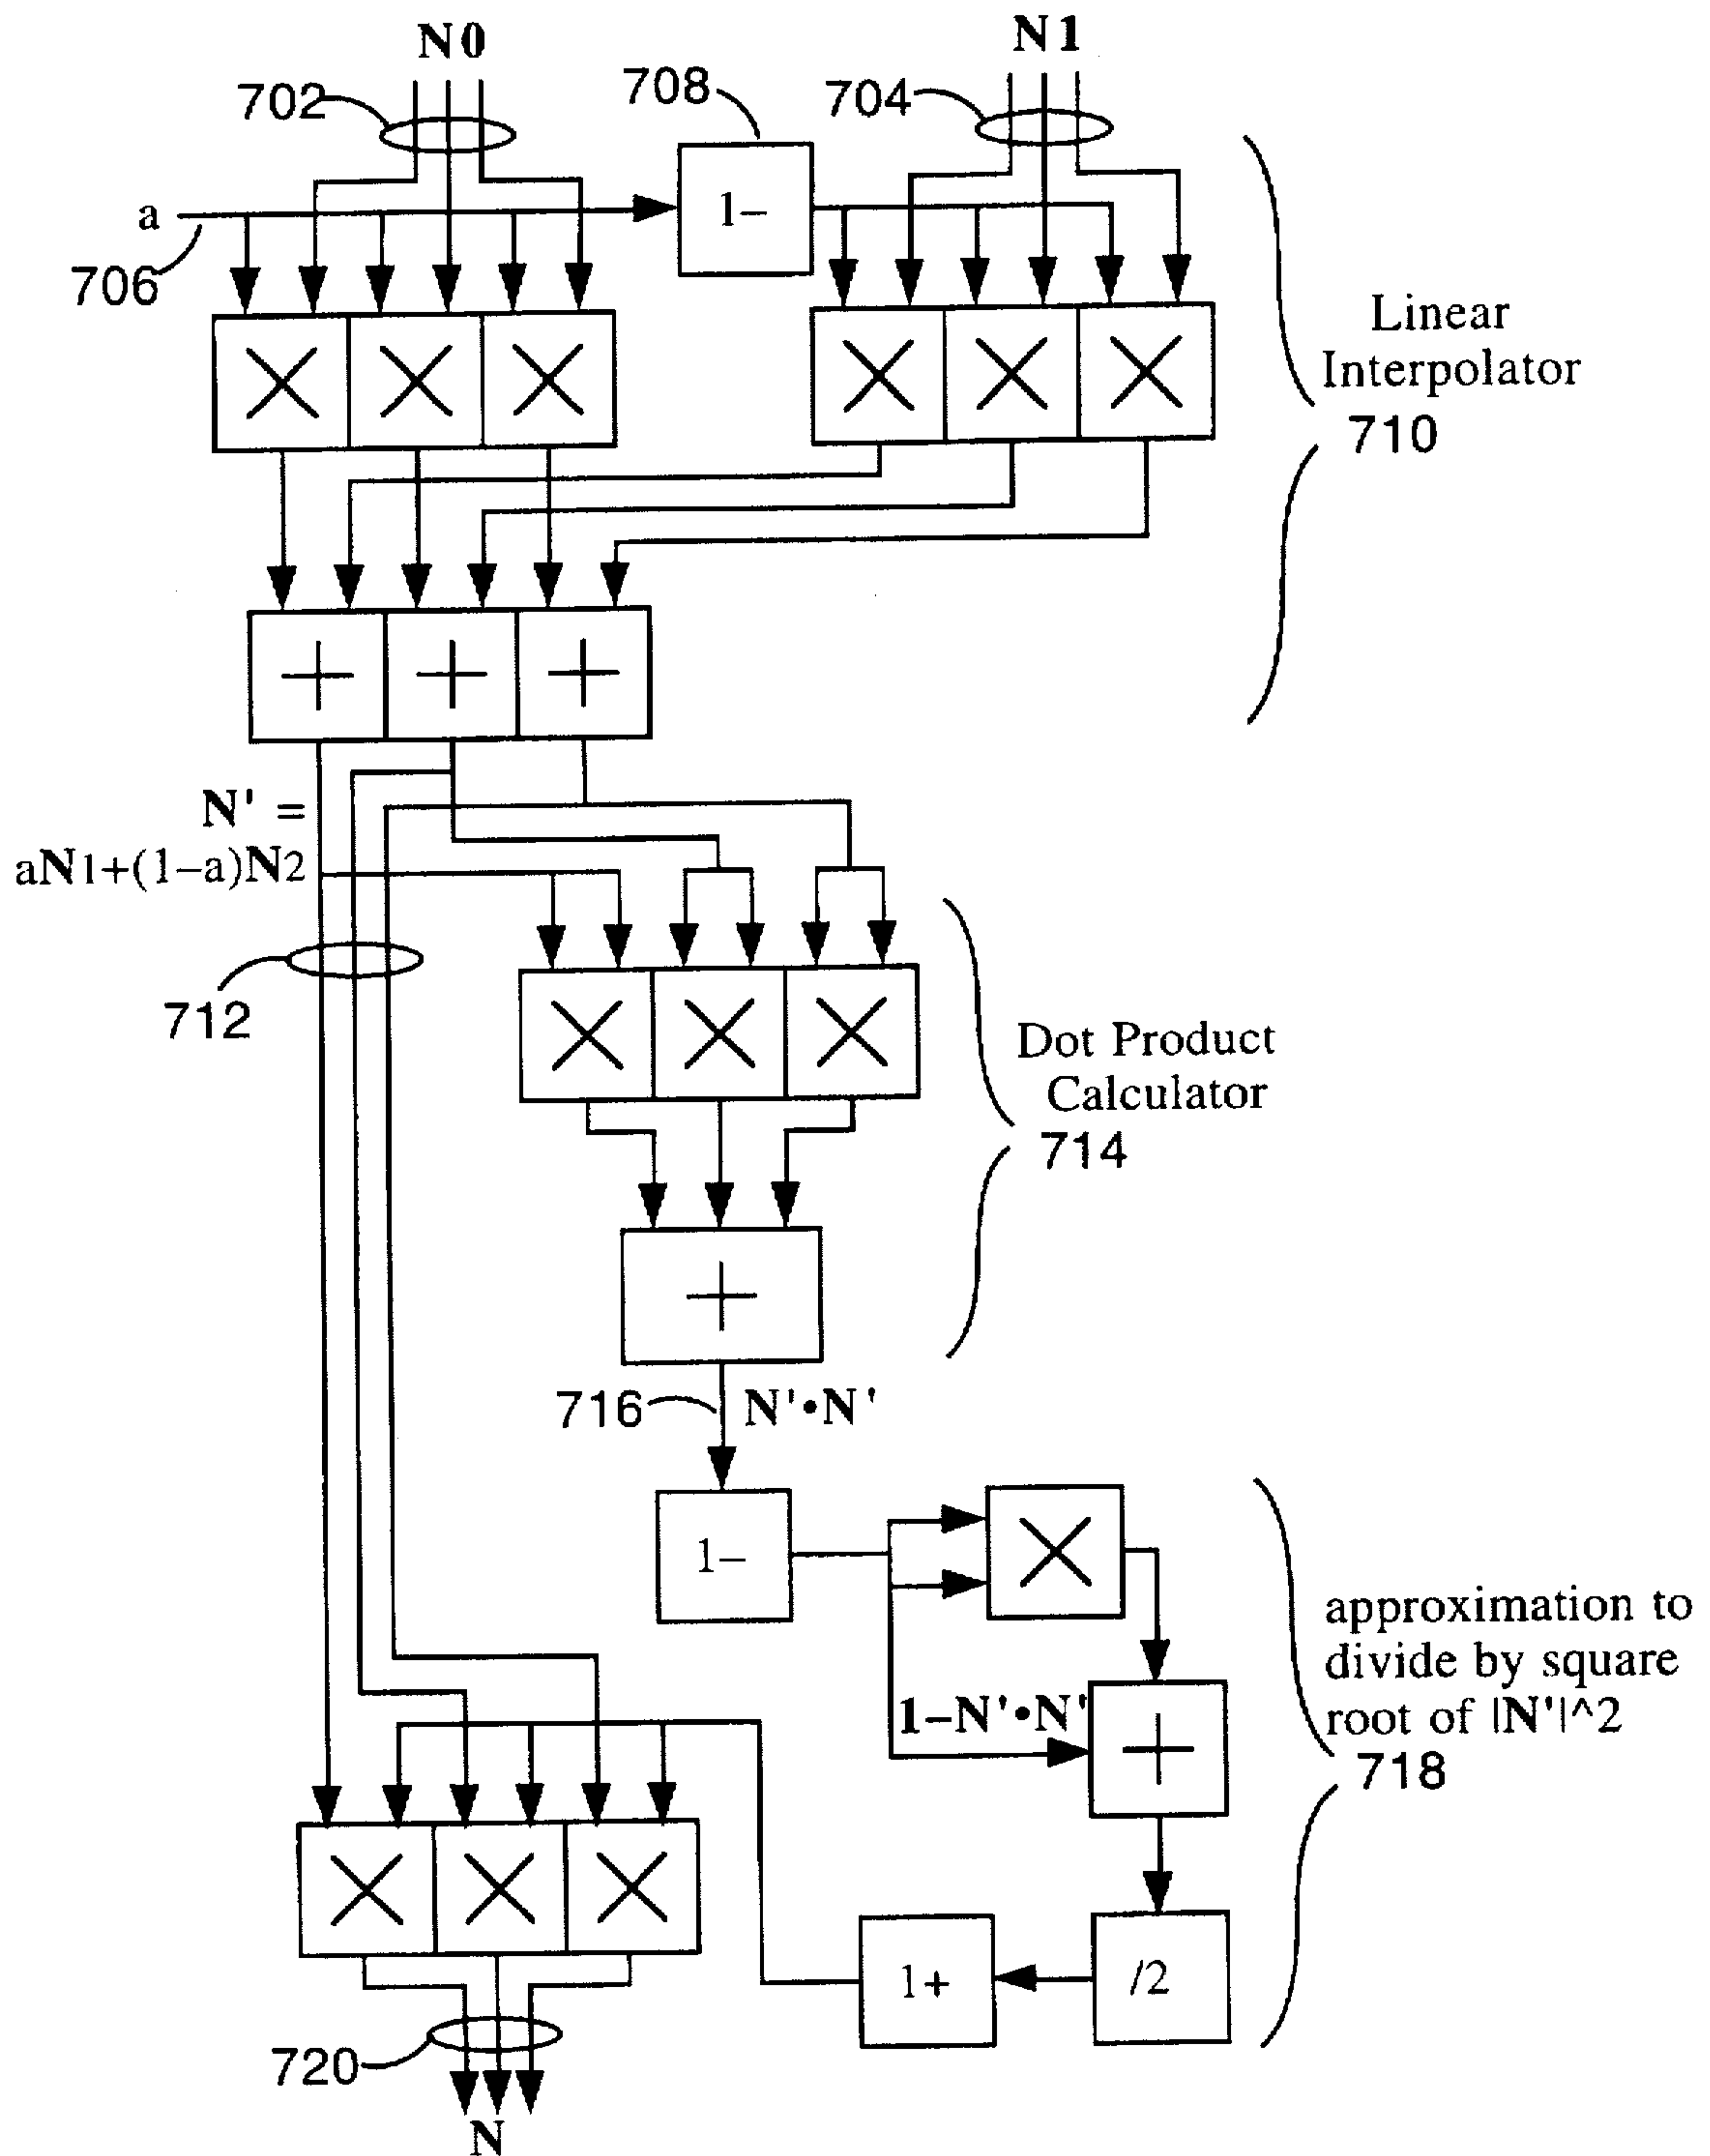 N0
N1
702
708
704
a
1–
706
Linear
Interpolator
710
N' =
aN1+(1–a)N2
712
Dot Product
Calculator
714
716
N'•N'
1–
approximation to
divide by square
root of |N'|^2
718
1–N'•N'
1+
/2
720
N